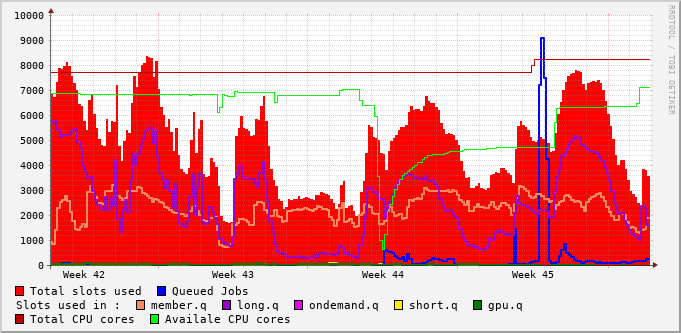 10000
9000
8000
7000
6000
5000
4000
3000
2000
1000
0
Week 42 Week 43 Week 44 Week 45
RRDTOOL / TOBI OETIKER
Total slots used Queued Jobs
Slots used in : member.q long.q ondemand.q short.q gpu.q
Total CPU cores Availale CPU cores